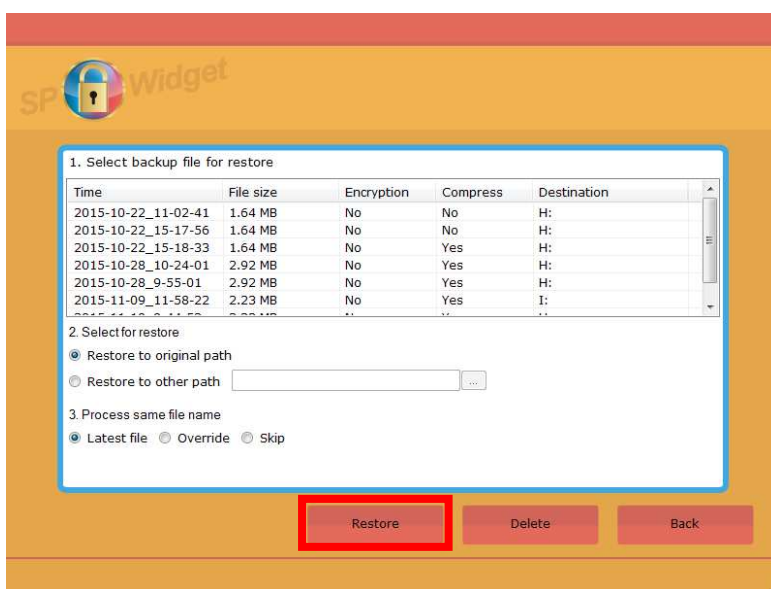 SP Widget
1. Select backup file for restore
Time File size Encryption Compress Destination
2015-10-22_11-02-41 1.64 MB No No H:
2015-10-22_15-17-56 1.64 MB No No H:
2015-10-22_15-18-33 1.64 MB No Yes H:
2015-10-28_10-24-01 2.92 MB No Yes H:
2015-10-28_9-55-01 2.92 MB No Yes H:
2015-11-09_11-58-22 2.23 MB No Yes I:
2. Select for restore
Restore to original path
Restore to other path ...
3. Process same file name
Latest file Override Skip
Restore Delete Back